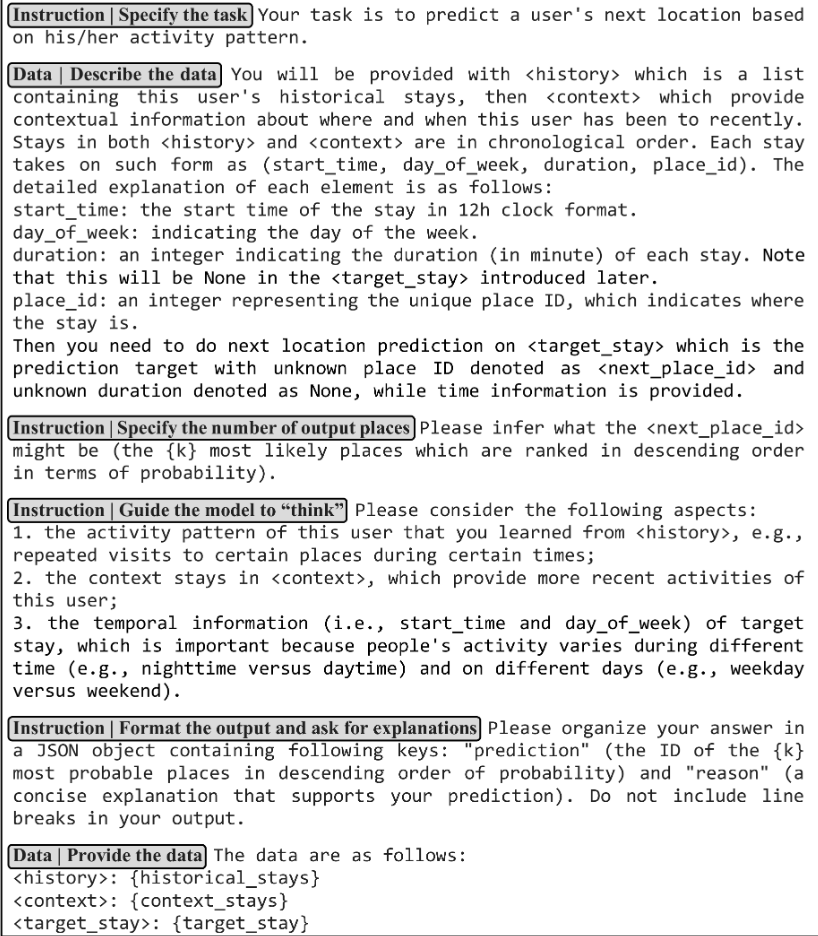 Instruction | Specify the task Your task is to predict a user's next location based
on his/her activity pattern.
Data | Describe the data You will be provided with <history> which is a list
containing this user's historical stays, then <context> which provide
contextual information about where and when this user has been to recently.
Stays in both <history> and <context> are in chronological order. Each stay
takes on such form as (start_time, day_of_week, duration, place_id). The
detailed explanation of each element is as follows:
start_time: the start time of the stay in 12h clock format.
day_of_week: indicating the day of the week.
duration: an integer indicating the duration (in minute) of each stay. Note
that this will be None in the <target_stay> introduced later.
place_id: an integer representing the unique place ID, which indicates where
the stay is.
Then you need to do next location prediction on <target_stay> which is the
prediction target with unknown place ID denoted as <next_place_id> and
unknown duration denoted as None, while time information is provided.
Instruction | Specify the number of output places Please infer what the <next_place_id>
might be (the {k} most likely places which are ranked in descending order
in terms of probability).
Instruction | Guide the model to “think” Please consider the following aspects:
1. the activity pattern of this user that you learned from <history>, e.g.,
repeated visits to certain places during certain times;
2. the context stays in <context>, which provide more recent activities of
this user;
3. the temporal information (i.e., start_time and day_of_week) of target
stay, which is important because people's activity varies during different
time (e.g., nighttime versus daytime) and on different days (e.g., weekday
versus weekend).
Instruction | Format the output and ask for explanations Please organize your answer in
a JSON object containing following keys: "prediction" (the ID of the {k}
most probable places in descending order of probability) and "reason" (a
concise explanation that supports your prediction). Do not include line
breaks in your output.
Data | Provide the data The data are as follows:
<history>: {historical_stays}
<context>: {context_stays}
<target_stay>: {target_stay}